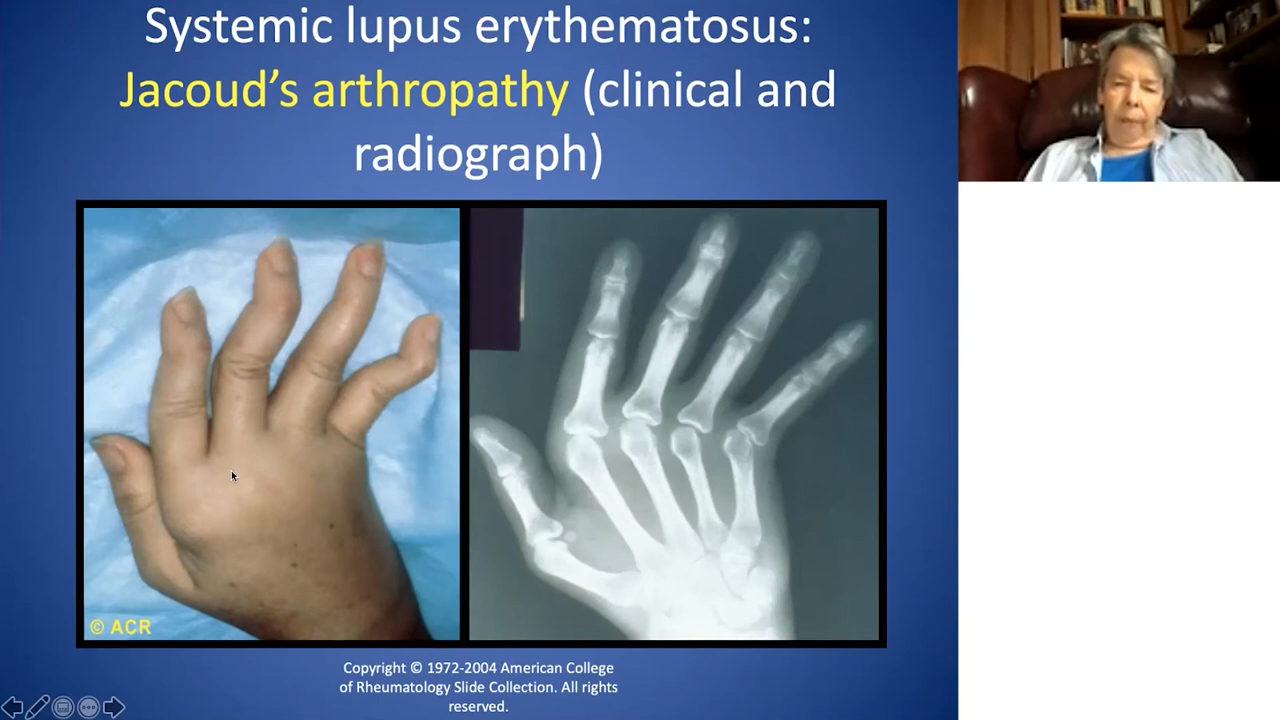 Systemic lupus erythematosus:
Jacoud’s arthropathy (clinical and
radiograph)
© ACR
Copyright © 1972-2004 American College
of Rheumatology Slide Collection. All rights
reserved.